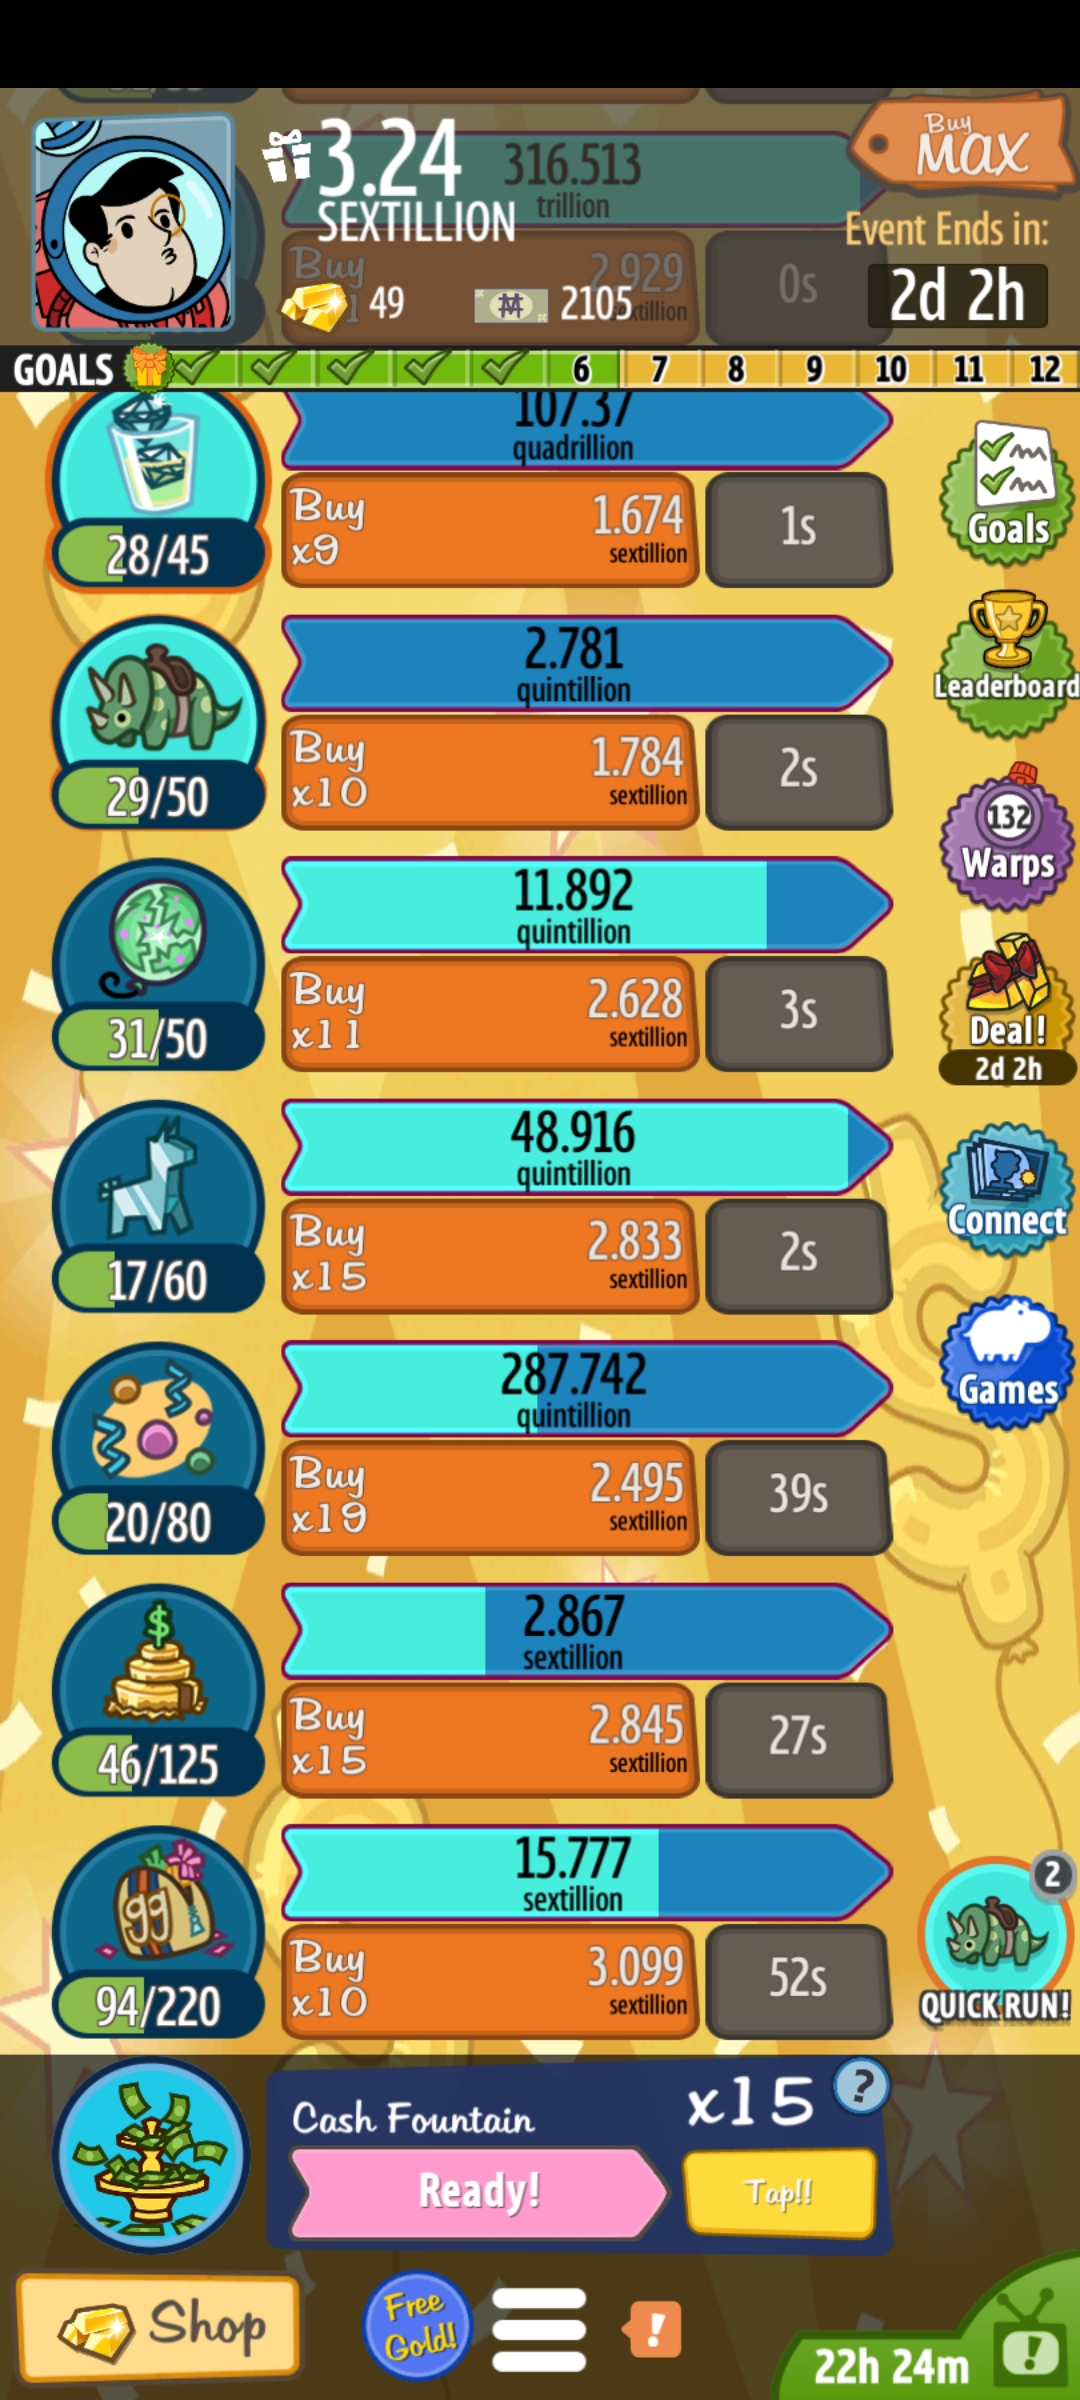 3.24
SEXTILLION
316.513
trillion
Buy
MAX
Event Ends in:
2d 2h
Buy
2.929
0s
49
2105
GOALS 6 7 8 9 10 11 12
107.37
quadrillion
28/45
Buy
x9
1.674
sextillion
1s
Goals
2.781
quintillion
29/50
Buy
x10
1.784
sextillion
2s
Leaderboard
11.892
quintillion
31/50
Buy
x11
2.628
sextillion
3s
132
Warps
Deal!
2d 2h
48.916
quintillion
17/60
Buy
x15
2.833
sextillion
2s
Connect
287.742
quintillion
20/80
Buy
x19
2.495
sextillion
39s
Games
$
2.867
sextillion
46/125
Buy
x15
2.845
sextillion
27s
99
15.777
sextillion
94/220
Buy
x10
3.099
sextillion
52s
2
QUICK RUN!
Cash Fountain
x15
?
Ready!
Tap!!
Shop
Free
Gold!
!
22h 24m
!